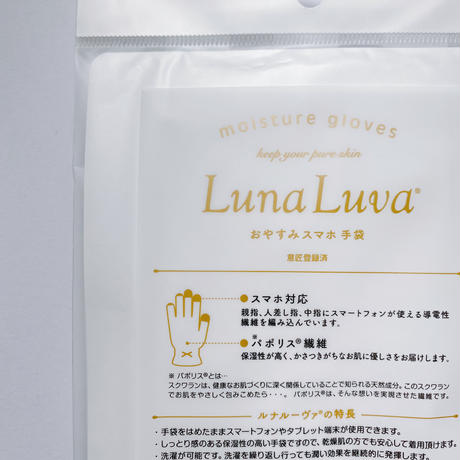 moisture gloves
keep your pure skin
Luna Luva®
おやすみ スマホ 手袋
意匠登録済
スマホ対応
親指、人差し指、中指にスマートフォンが使える導電性
繊維を編み込んでいます。
※
パポリス®繊維
保湿性が高く、かさつきがちなお肌に優しさをお届けします。
※ パポリス®とは…
スクワランは、健康なお肌づくりに深く関係していることで知られる天然成分。このスクワラン
でお肌をやさしく包みこめたら・・・。 パポリス®は、そんな想いを実現させた繊維です。
ルナルーヴァ®の特長
・手袋をはめたままスマートフォンやタブレット端末が使用できます。
・しっとり感のある保湿性の高い手袋ですので、乾燥肌の方でも安心して着用頂けます。
・洗濯が可能です。洗濯を繰り返し行っても潤い効果を継続的に発揮します。